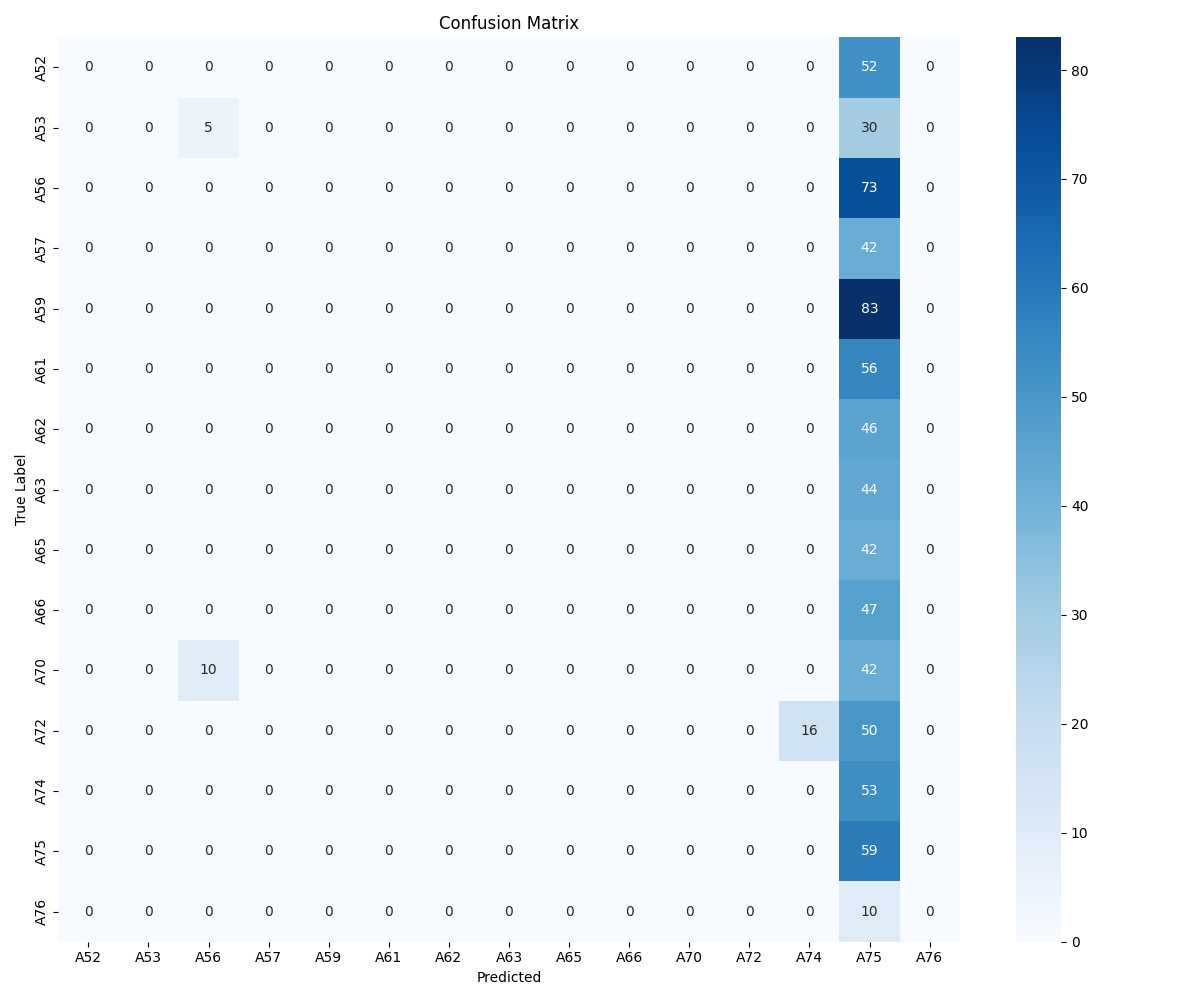 Confusion Matrix
A52 0 0 0 0 0 0 0 0 0 0 0 0 0 52 0
A53 0 0 5 0 0 0 0 0 0 0 0 0 0 30 0
A56 0 0 0 0 0 0 0 0 0 0 0 0 0 73 0
A57 0 0 0 0 0 0 0 0 0 0 0 0 0 42 0
A59 0 0 0 0 0 0 0 0 0 0 0 0 0 83 0
A61 0 0 0 0 0 0 0 0 0 0 0 0 0 56 0
A62 0 0 0 0 0 0 0 0 0 0 0 0 0 46 0
A63 0 0 0 0 0 0 0 0 0 0 0 0 0 44 0
A65 0 0 0 0 0 0 0 0 0 0 0 0 0 42 0
A66 0 0 0 0 0 0 0 0 0 0 0 0 0 47 0
A70 0 0 10 0 0 0 0 0 0 0 0 0 0 42 0
A72 0 0 0 0 0 0 0 0 0 0 0 0 16 50 0
A74 0 0 0 0 0 0 0 0 0 0 0 0 0 53 0
A75 0 0 0 0 0 0 0 0 0 0 0 0 0 59 0
A76 0 0 0 0 0 0 0 0 0 0 0 0 0 10 0
A52 A53 A56 A57 A59 A61 A62 A63 A65 A66 A70 A72 A74 A75 A76
Predicted
True Label
80
70
60
50
40
30
20
10
0